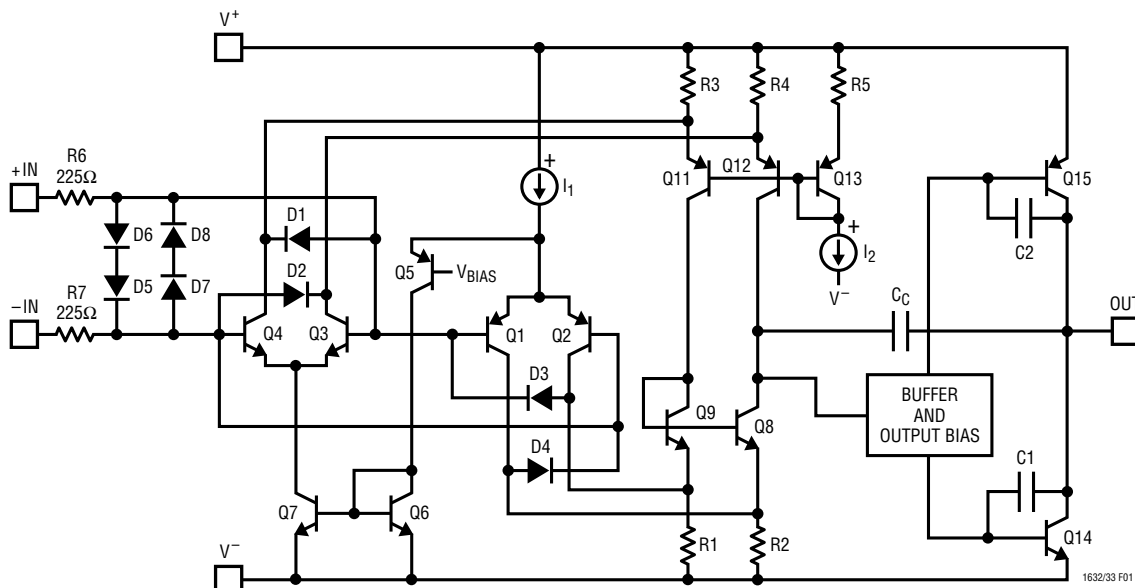 V+
R3
R4
R5
+IN
R6
225Ω
D6
D8
D1
+
I1
Q11
Q12
Q13
Q15
C2
D5
D7
D2
Q5
VBIAS
+
I2
V−
−IN
R7
225Ω
Q4
Q3
Q1
Q2
CC
OUT
D3
Q9
Q8
BUFFER
AND
OUTPUT BIAS
D4
C1
Q7
Q6
R1
R2
Q14
V−
1632/33 F01